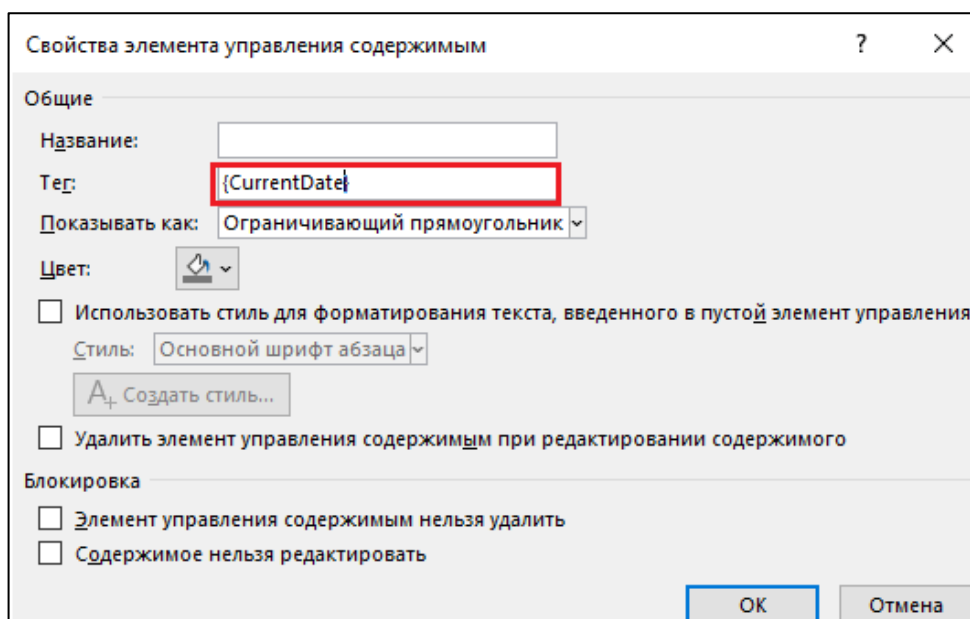 Свойства элемента управления содержимым ? ×
Общие
Название:
Тег: {CurrentDate}
Показывать как: Ограничивающий прямоугольник
Цвет:
Использовать стиль для форматирования текста, введенного в пустой элемент управления
Стиль: Основной шрифт абзаца
A+ Создать стиль...
Удалить элемент управления содержимым при редактировании содержимого
Блокировка
Элемент управления содержимым нельзя удалить
Содержимое нельзя редактировать
ОК Отмена